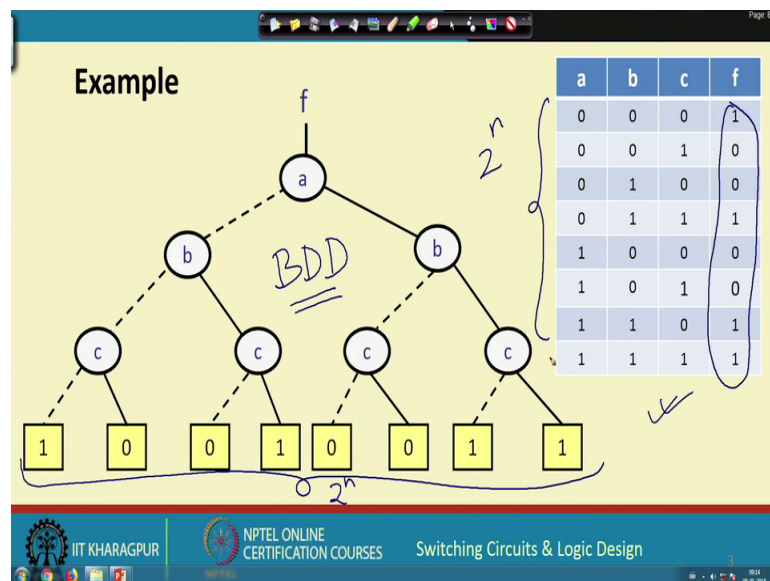 Page: 8
Example
f
a
b b
BDD
c c c c
1 0 0 1 0 0 1 1
2^n
2^n
a b c f
0 0 0 1
0 0 1 0
0 1 0 0
0 1 1 1
1 0 0 0
1 0 1 0
1 1 0 1
1 1 1 1
IIT KHARAGPUR
NPTEL ONLINE
CERTIFICATION COURSES
Switching Circuits & Logic Design
3